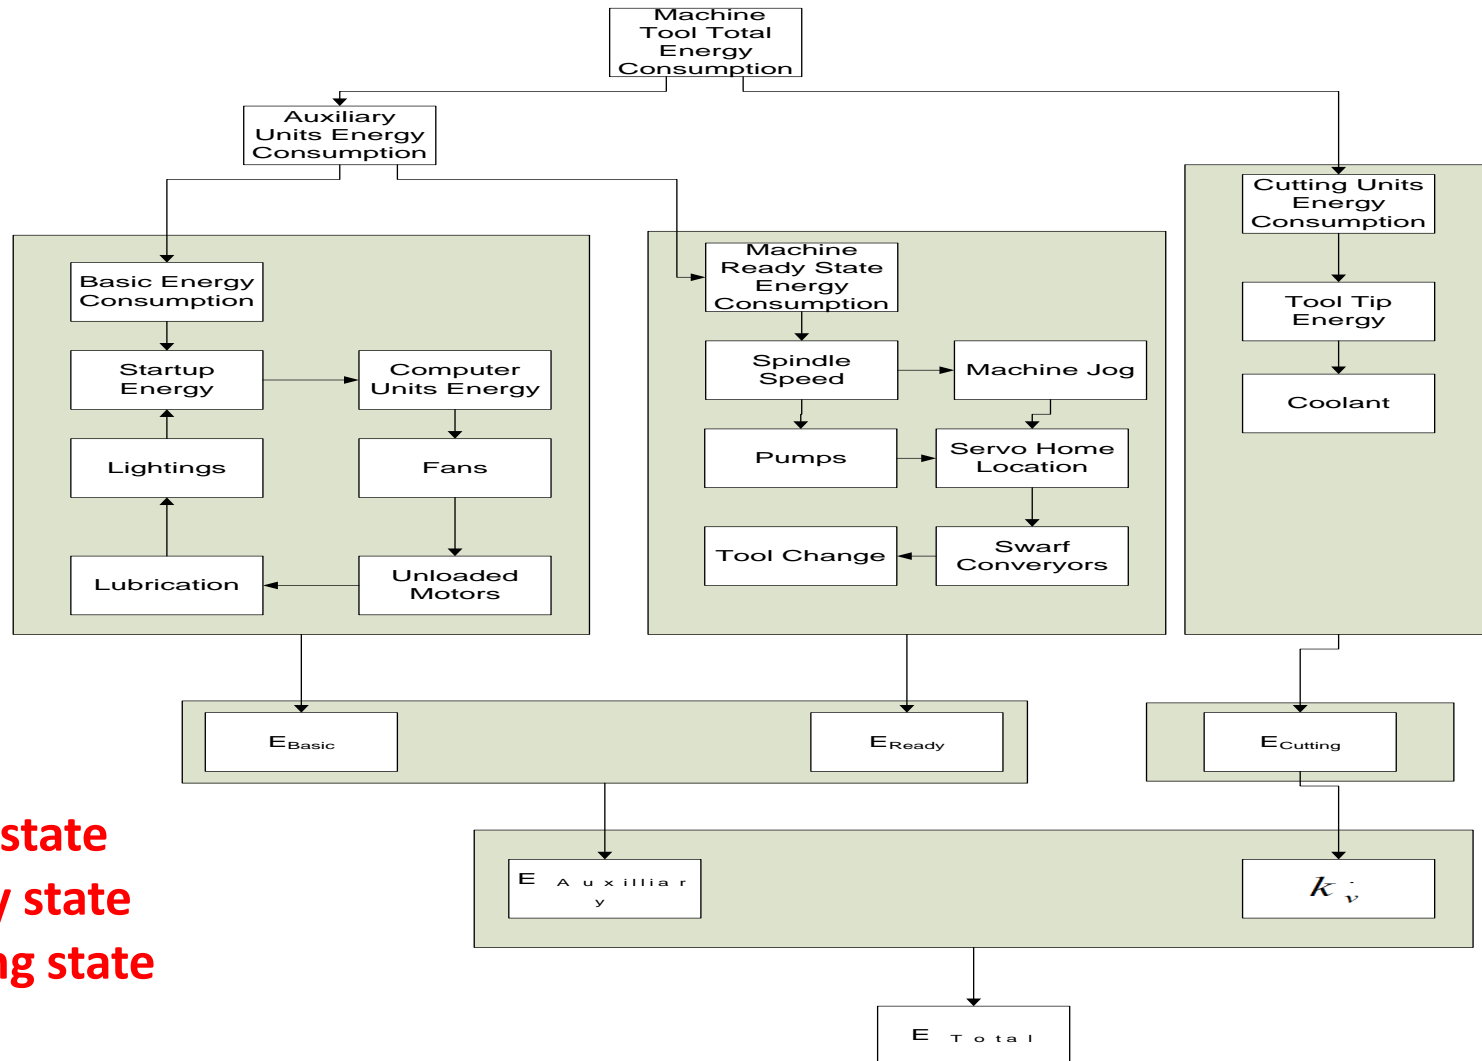 Machine
Tool Total
Energy
Consumption
Auxiliary
Units Energy
Consumption
Cutting Units
Energy
Consumption
Basic Energy
Consumption
Machine
Ready State
Energy
Consumption
Tool Tip
Energy
Startup
Energy
Computer
Units Energy
Spindle
Speed
Machine Jog
Coolant
Lightings
Fans
Pumps
Servo Home
Location
Lubrication
Unloaded
Motors
Tool Change
Swarf
Converyors
EBasic
EReady
ECutting
state
state
state
E Auxilliar
y
k v̇
E Total